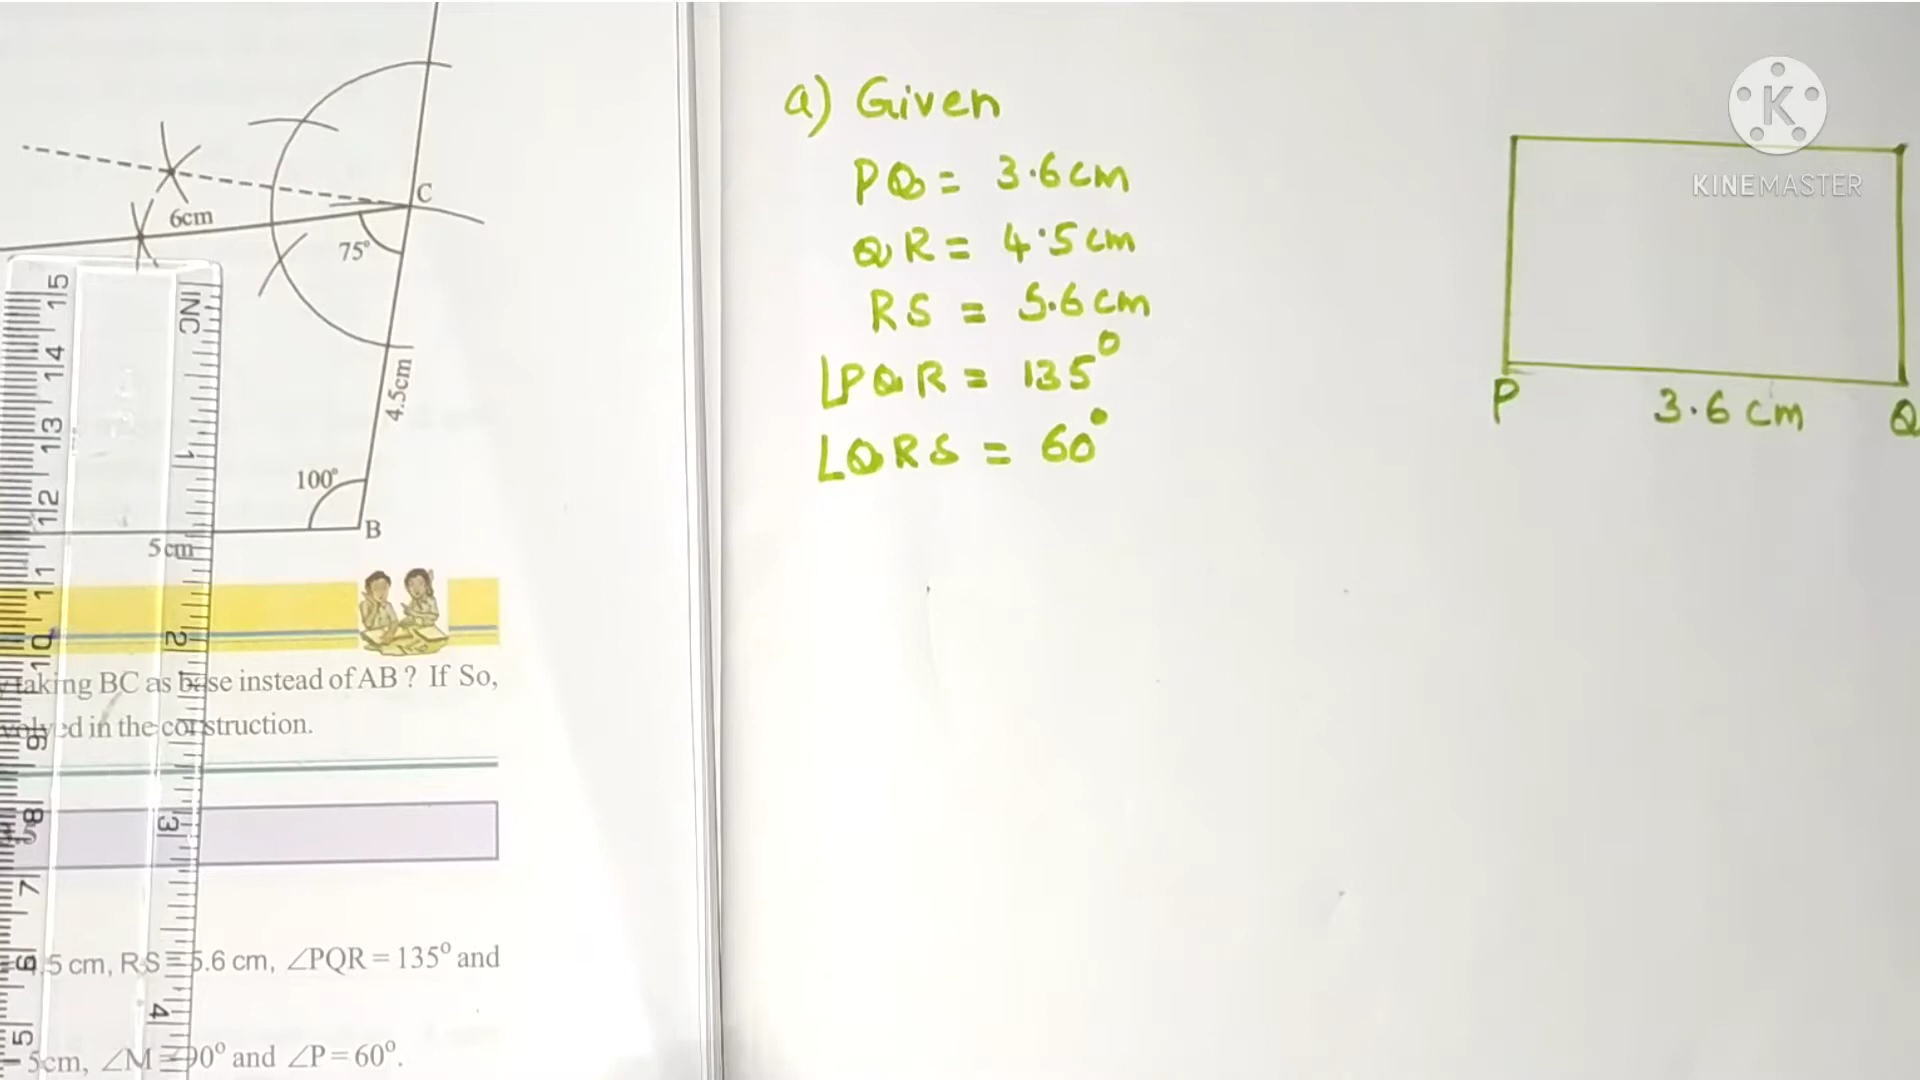 C
6cm
75°
4.5cm
100°
B
5cm
taking BC as base instead of AB ? If So,
in the construction.
.5 cm, RS = 5.6 cm, ∠PQR = 135° and
5cm, ∠M = 90° and ∠P = 60°.
15
14
13
12
11
10
9
8
7
6
5
INC
1
2
3
4
a) Given
PQ = 3.6 cm
QR = 4.5 cm
RS = 5.6 cm
∠PQR = 135°
∠QRS = 60°
K
KINEMASTER
P
3.6 cm
Q